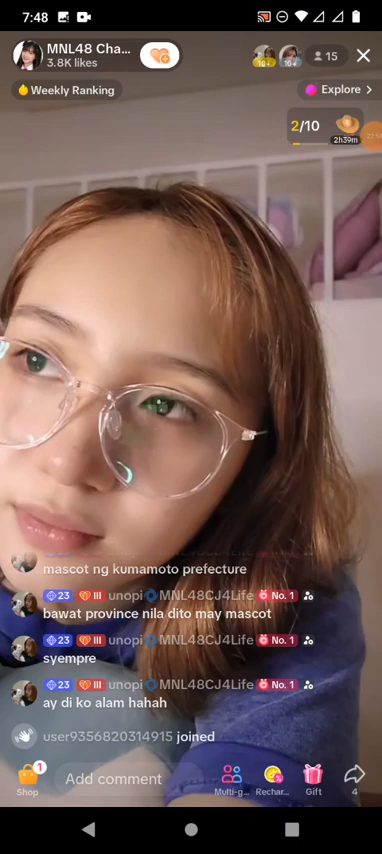 7:48
MNL48 Cha...
3.8K likes
10+
10+
15
Weekly Ranking
Explore >
2/10
2h39m
mascot ng kumamoto prefecture
23 III unopi MNL48CJ4Life No. 1
bawat province nila dito may mascot
23 III unopi MNL48CJ4Life No. 1
syempre
23 III unopi MNL48CJ4Life No. 1
ay di ko alam hahah
user9356820314915 joined
1
Add comment
Shop
Multi-g...
Rechar...
Gift
4